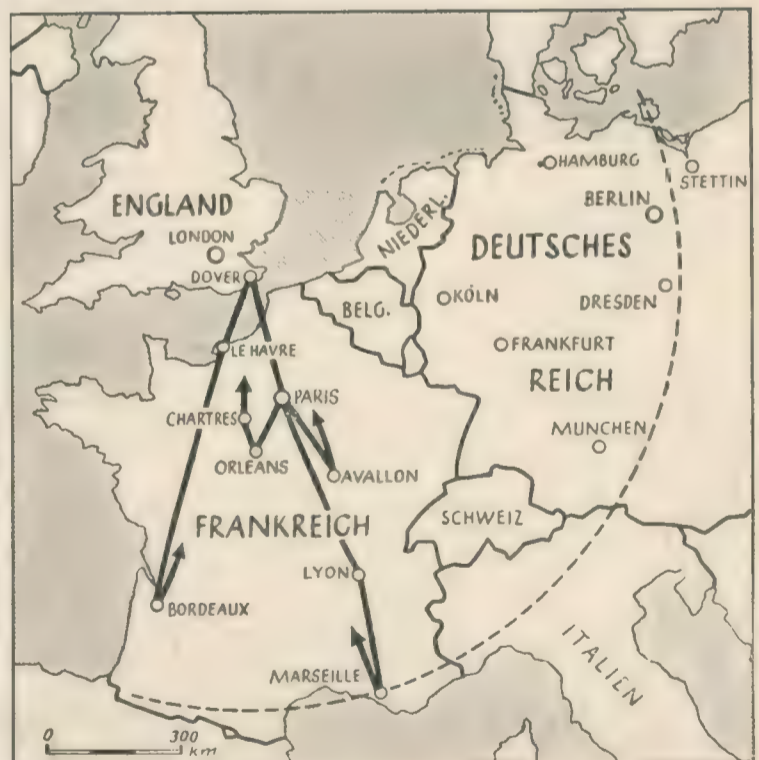 HAMBURG
STETTIN
BERLIN
ENGLAND
LONDON
NIEDERL.
DEUTSCHES
DOVER
KÖLN
DRESDEN
BELG.
LE HAVRE
FRANKFURT
REICH
PARIS
CHARTRES
MUNCHEN
ORLEANS
AVALLON
SCHWEIZ
FRANKREICH
LYON
BORDEAUX
ITALIEN
MARSEILLE
0 300
km